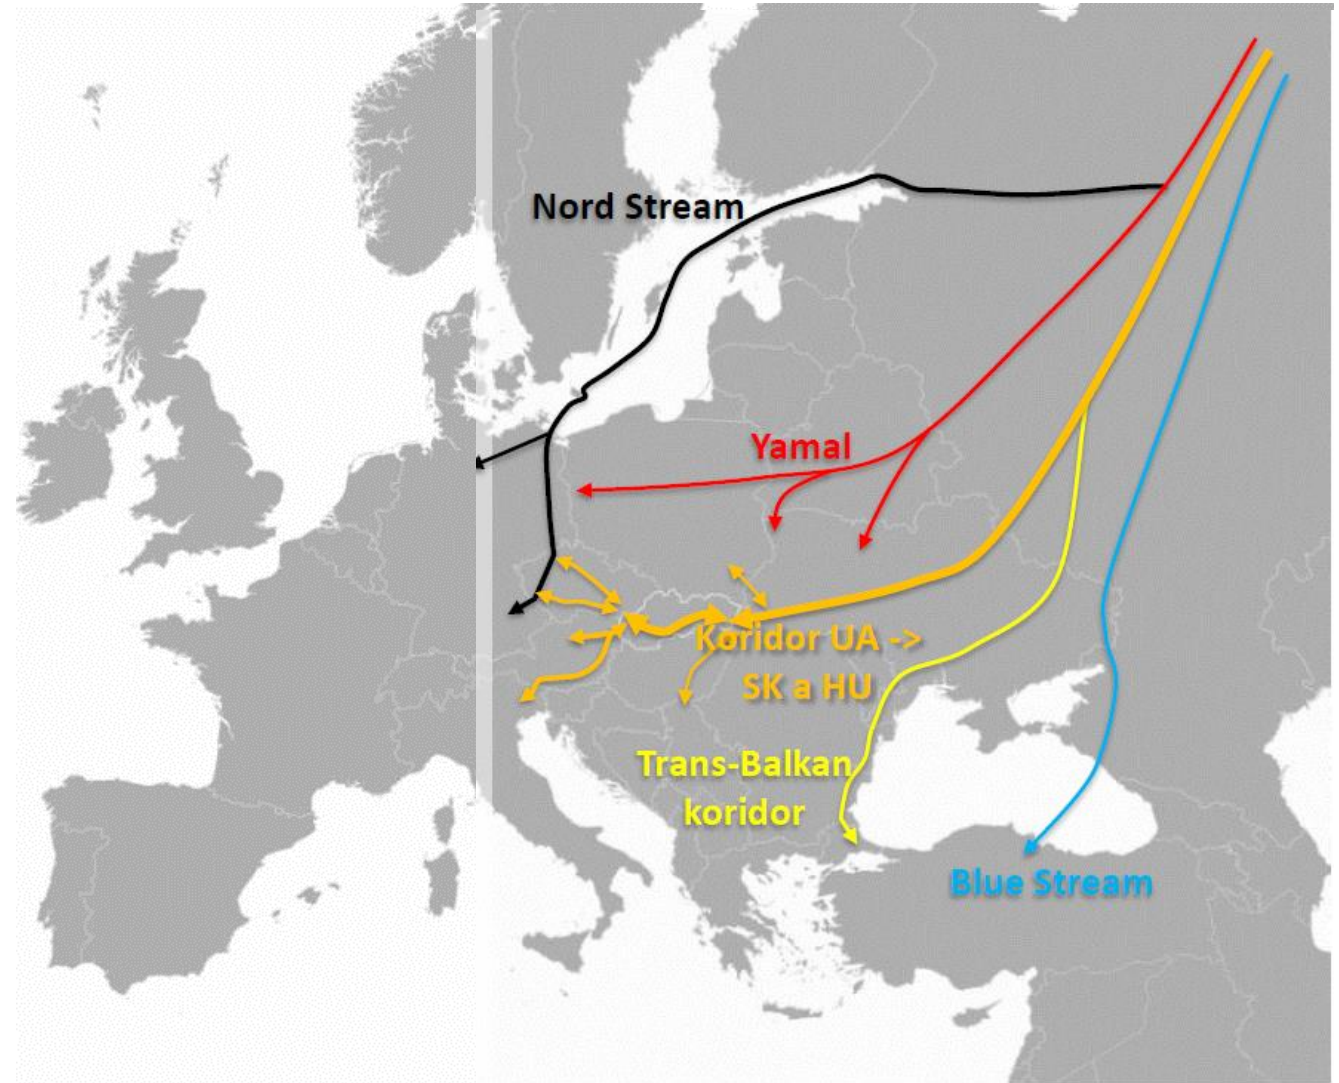 Nord Stream
Yamal
Koridor UA ->
SK a HU
Trans-Balkan
koridor
Blue Stream